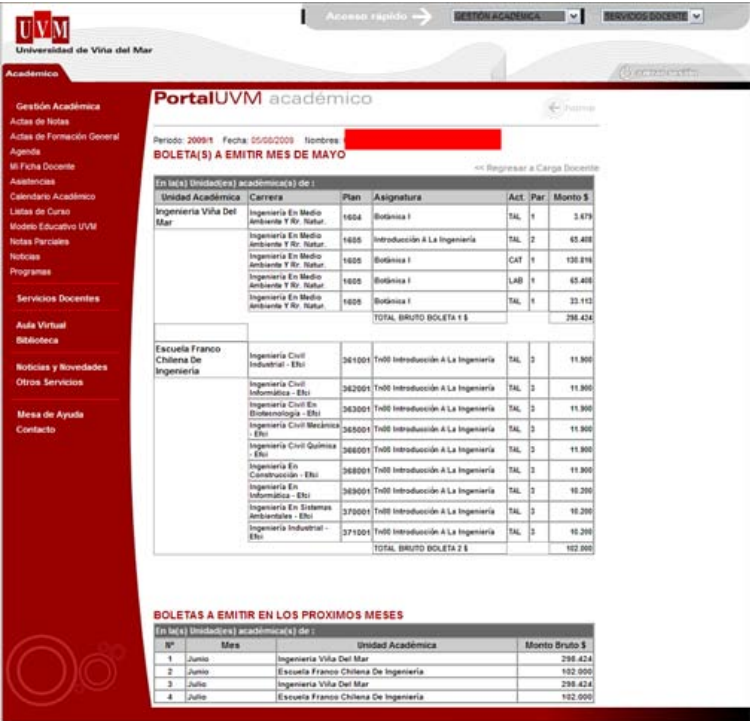 Acceso rápido
GESTIÓN ACADÉMICA
SERVICIOS DOCENTE
UVM
Universidad de Viña del Mar
Académico
Gestión Académica
Actas de Notas
Actas de Formación General
Agenda
Mi Ficha Docente
Asistencias
Calendario Académico
Listas de Curso
Modelo Educativo UVM
Notas Parciales
Noticias
Programas
Servicios Docentes
Aula Virtual
Biblioteca
Noticias y Novedades
Otros Servicios
Mesa de Ayuda
Contacto
PortalUVM académico
home
Periodo: 2009/1 Fecha: 05/08/2009 Nombres:
BOLETA(S) A EMITIR MES DE MAYO
<< Regresar a Carga Docente
En la(s) Unidad(es) académica(s) de :
Unidad Académica Carrera Plan Asignatura Act. Par. Monto $
Ingeniería Viña Del Mar Ingeniería En Medio Ambiente Y Rr. Natur. 1604 Botánica I TAL 1 3.679
Ingeniería En Medio Ambiente Y Rr. Natur. 1605 Introducción A La Ingeniería TAL 2 65.408
Ingeniería En Medio Ambiente Y Rr. Natur. 1605 Botánica I CAT 1 130.816
Ingeniería En Medio Ambiente Y Rr. Natur. 1605 Botánica I LAB 1 65.408
Ingeniería En Medio Ambiente Y Rr. Natur. 1605 Botánica I TAL 1 33.113
TOTAL BRUTO BOLETA 1 $ 298.424
Escuela Franco Chilena De Ingeniería Ingeniería Civil Industrial - Efci 361001 Tn00 Introducción A La Ingeniería TAL 3 11.900
Ingeniería Civil Informática - Efci 362001 Tn00 Introducción A La Ingeniería TAL 3 11.900
Ingeniería Civil En Biotecnología - Efci 363001 Tn00 Introducción A La Ingeniería TAL 3 11.900
Ingeniería Civil Mecánica - Efci 365001 Tn00 Introducción A La Ingeniería TAL 3 11.900
Ingeniería Civil Química - Efci 366001 Tn00 Introducción A La Ingeniería TAL 3 11.900
Ingeniería En Construcción - Efci 368001 Tn00 Introducción A La Ingeniería TAL 3 11.900
Ingeniería En Informática - Efci 369001 Tn00 Introducción A La Ingeniería TAL 3 10.200
Ingeniería En Sistemas Ambientales - Efci 370001 Tn00 Introducción A La Ingeniería TAL 3 10.200
Ingeniería Industrial - Efci 371001 Tn00 Introducción A La Ingeniería TAL 3 10.200
TOTAL BRUTO BOLETA 2 $ 102.000
BOLETAS A EMITIR EN LOS PROXIMOS MESES
En la(s) Unidad(es) académica(s) de :
Nº Mes Unidad Académica Monto Bruto $
1 Junio Ingeniería Viña Del Mar 298.424
2 Junio Escuela Franco Chilena De Ingeniería 102.000
3 Julio Ingeniería Viña Del Mar 298.424
4 Julio Escuela Franco Chilena De Ingeniería 102.000